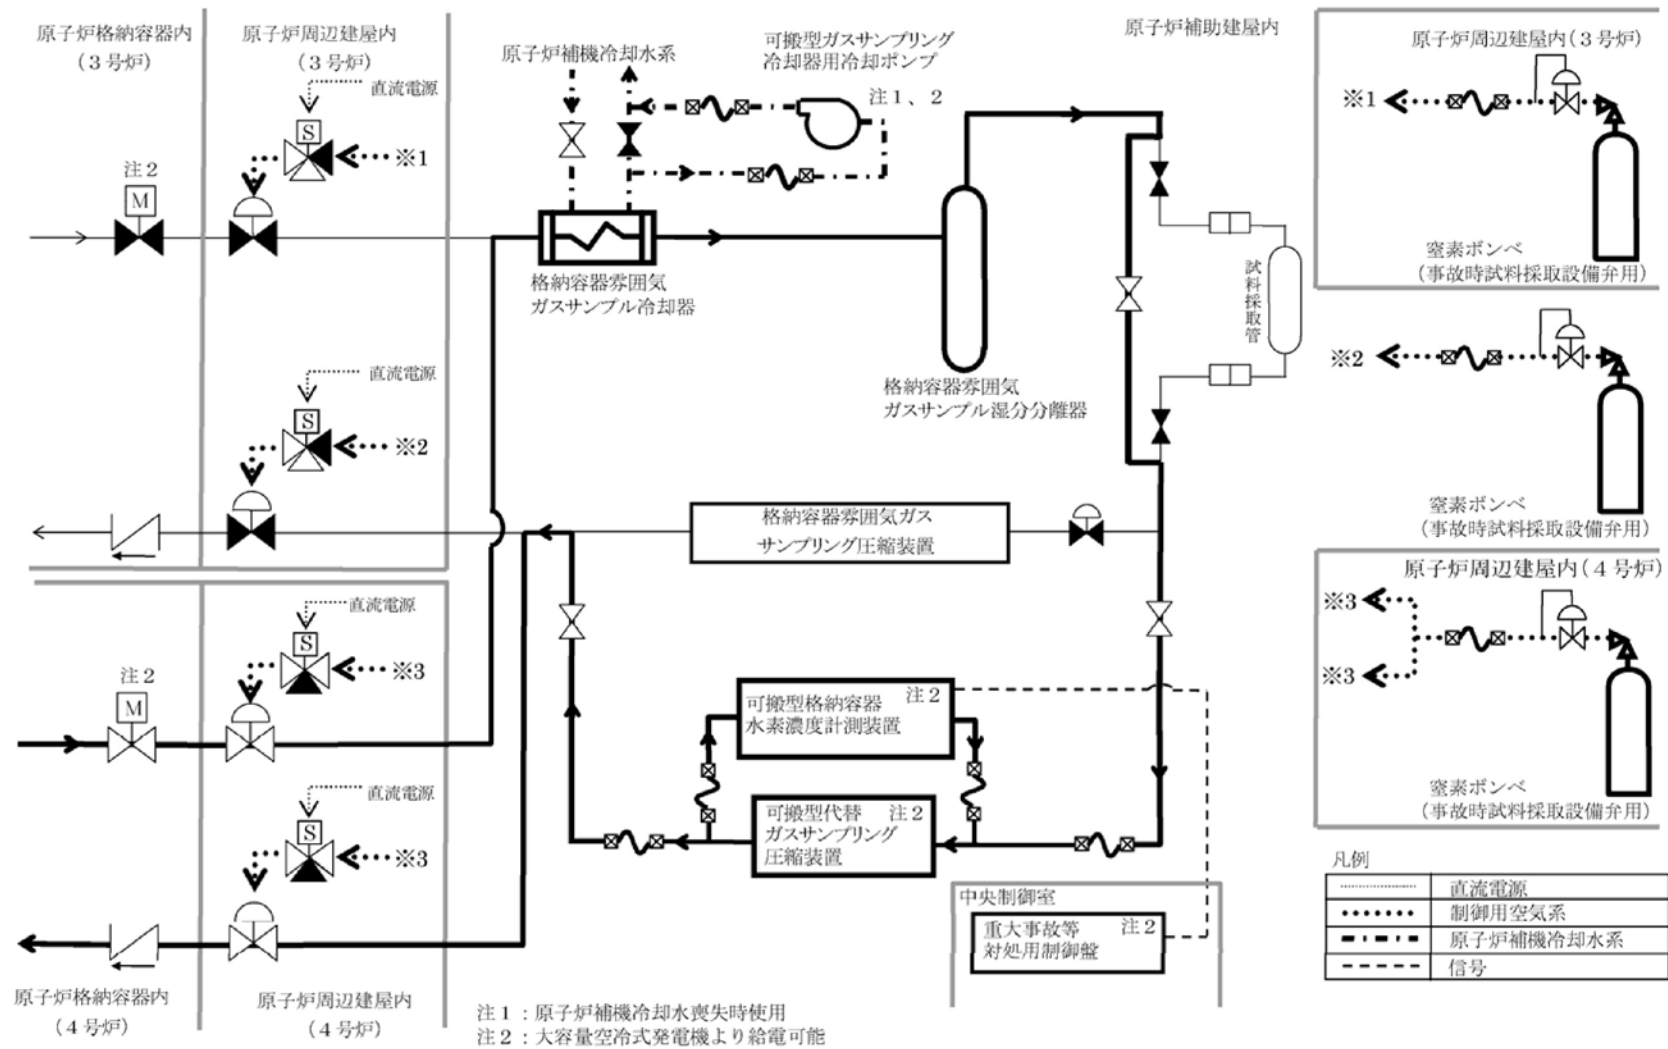 原子炉格納容器内
（３号炉）
原子炉周辺建屋内
（３号炉）
直流電源
S
※1
注２
M
直流電源
S
※2
原子炉補機冷却水系
可搬型ガスサンプリング
冷却器用冷却ポンプ
注１、２
格納容器雰囲気
ガスサンプル冷却器
格納容器雰囲気
ガスサンプル湿分分離器
原子炉補助建屋内
試料採取管
格納容器雰囲気ガス
サンプリング圧縮装置
直流電源
S
※3
注２
M
直流電源
S
※3
原子炉格納容器内
（４号炉）
原子炉周辺建屋内
（４号炉）
可搬型格納容器
水素濃度計測装置
注２
可搬型代替
ガスサンプリング
圧縮装置
注２
中央制御室
重大事故等
対処用制御盤
注２
注１：原子炉補機冷却水喪失時使用
注２：大容量空冷式発電機より給電可能
原子炉周辺建屋内（３号炉）
※1
窒素ボンベ
（事故時試料採取設備弁用）
※2
窒素ボンベ
（事故時試料採取設備弁用）
原子炉周辺建屋内（４号炉）
※3
※3
窒素ボンベ
（事故時試料採取設備弁用）
凡例
直流電源
制御用空気系
原子炉補機冷却水系
信号